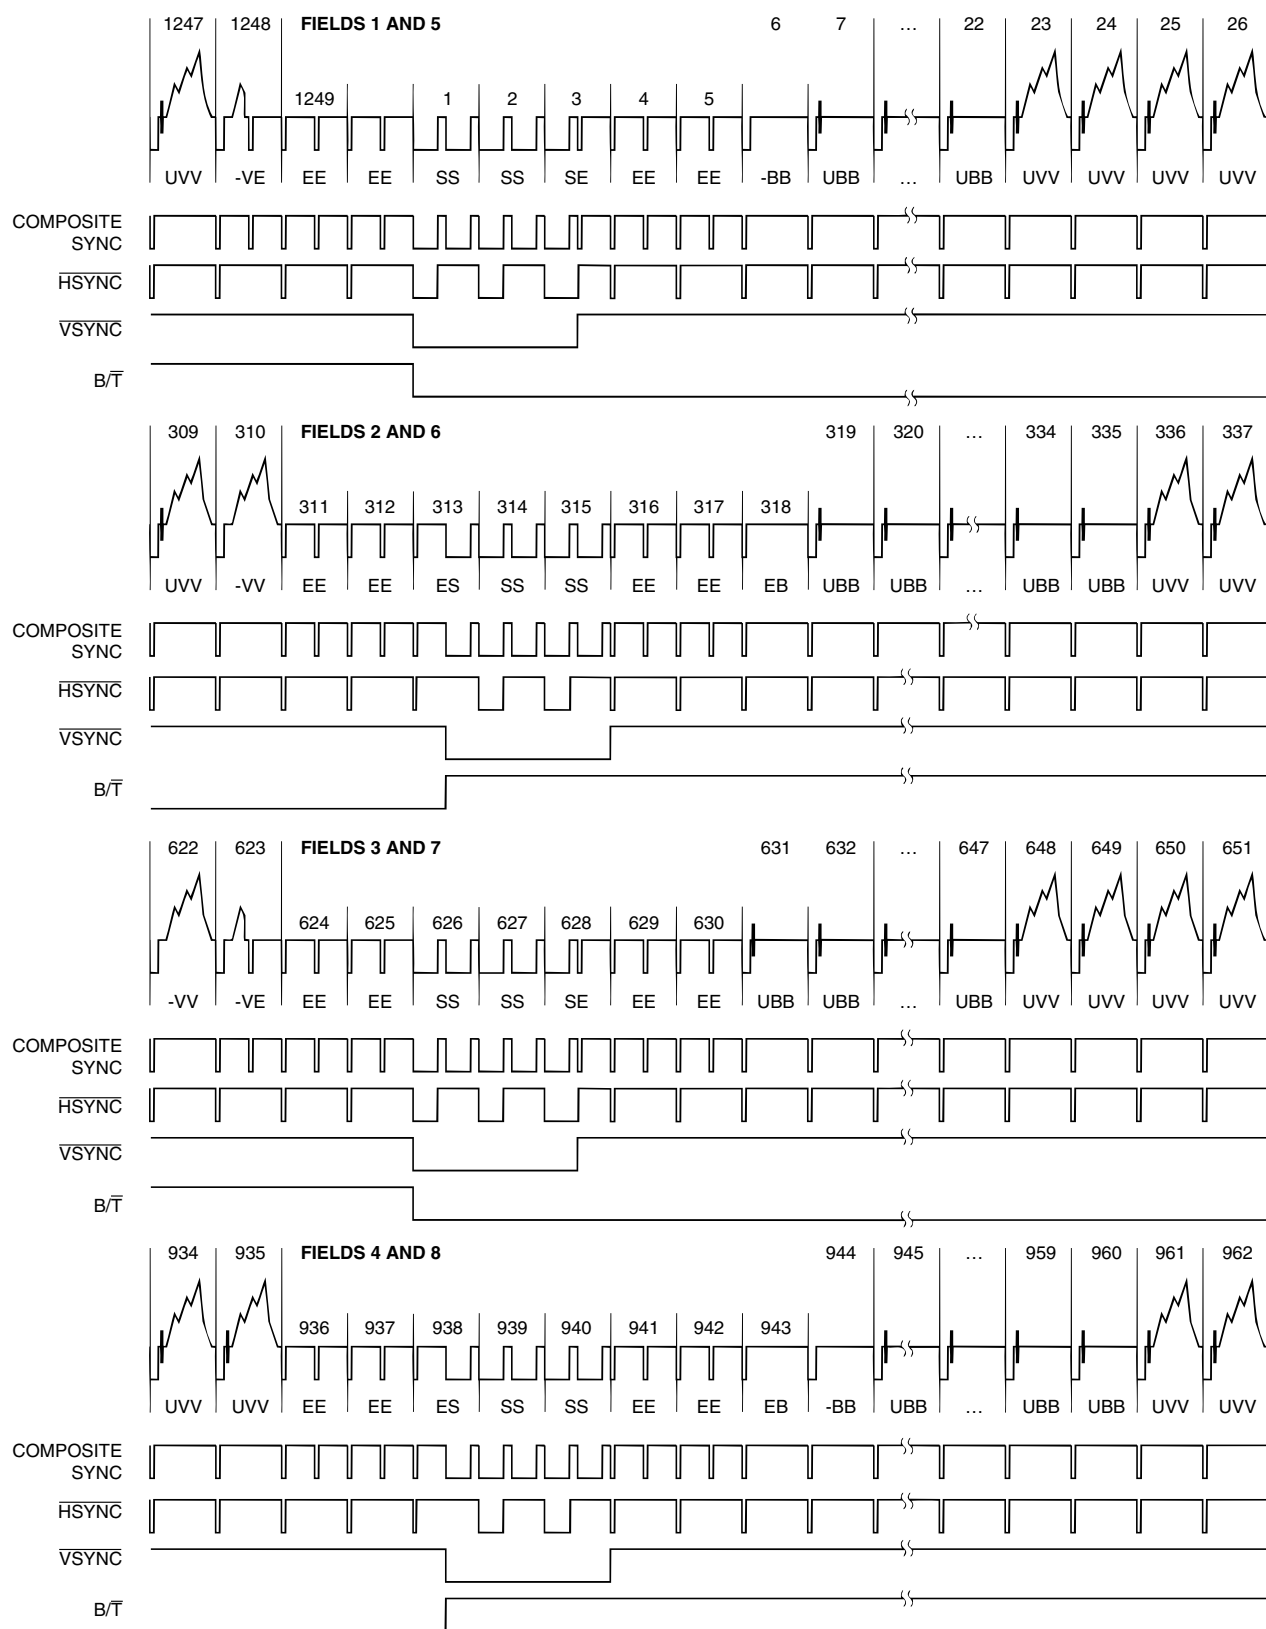 1247 1248 FIELDS 1 AND 5 6 7 … 22 23 24 25 26
1249 1 2 3 4 5
UVV -VE EE EE SS SS SE EE EE -BB UBB … UBB UVV UVV UVV UVV
COMPOSITE
SYNC
HSYNC
VSYNC
B/T
309 310 FIELDS 2 AND 6 319 320 … 334 335 336 337
311 312 313 314 315 316 317 318
UVV -VV EE EE ES SS SS EE EE EB UBB UBB … UBB UBB UVV UVV
COMPOSITE
SYNC
HSYNC
VSYNC
B/T
622 623 FIELDS 3 AND 7 631 632 … 647 648 649 650 651
624 625 626 627 628 629 630
-VV -VE EE EE SS SS SE EE EE UBB UBB … UBB UVV UVV UVV UVV
COMPOSITE
SYNC
HSYNC
VSYNC
B/T
934 935 FIELDS 4 AND 8 944 945 … 959 960 961 962
936 937 938 939 940 941 942 943
UVV UVV EE EE ES SS SS EE EE EB -BB UBB … UBB UBB UVV UVV
COMPOSITE
SYNC
HSYNC
VSYNC
B/T